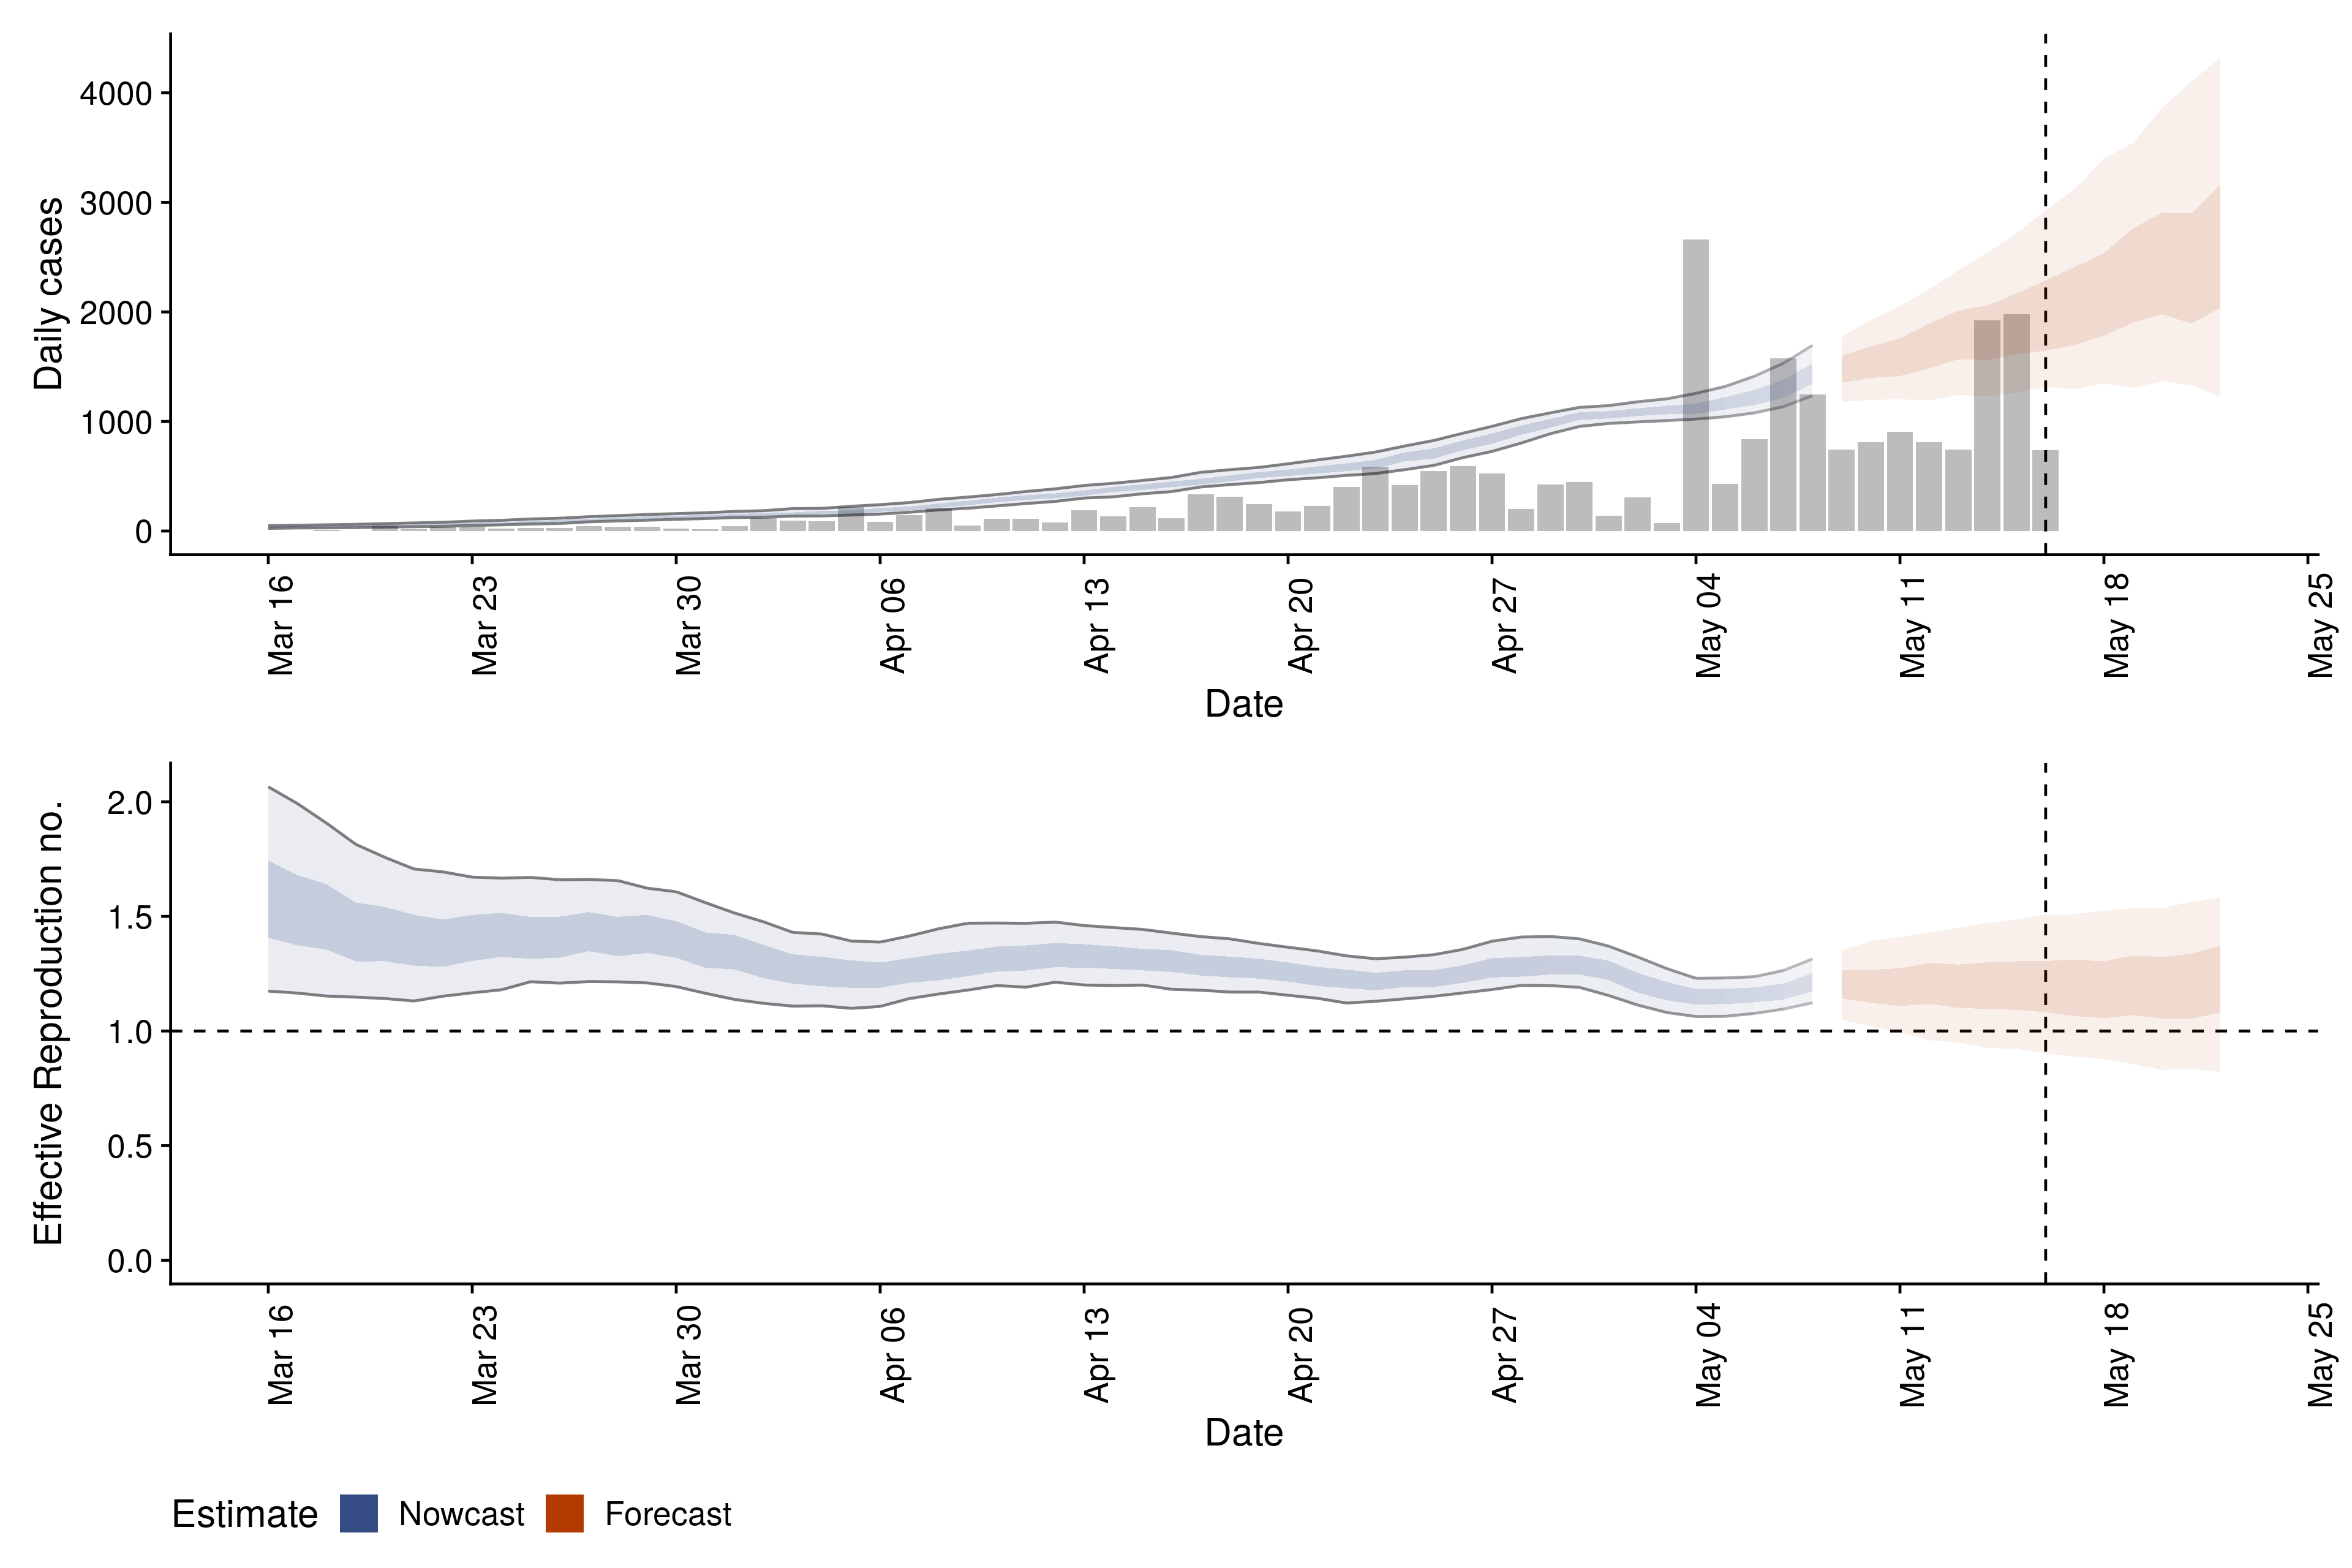 Daily cases
4000
3000
2000
1000
0
Mar 16
Mar 23
Mar 30
Apr 06
Apr 13
Apr 20
Apr 27
May 04
May 11
May 18
May 25
Date
Effective Reproduction no.
2.0
1.5
1.0
0.5
0.0
Mar 16
Mar 23
Mar 30
Apr 06
Apr 13
Apr 20
Apr 27
May 04
May 11
May 18
May 25
Date
Estimate Nowcast Forecast